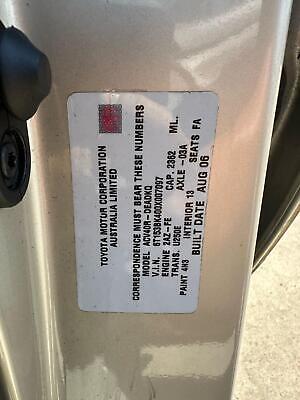 TOYOTA MOTOR CORPORATION
AUSTRALIA LIMITED
CORRESPONDENCE MUST BEAR THESE NUMBERS
MODEL ACV40R-DEADKQ
V.I.N. 6T153BK400X007097
ENGINE 2AZ-FE CAP. 2362 ML.
TRANS. U250E AXLE -03A
PAINT 4H3 INTERIOR 13 SEATS FA
BUILT DATE AUG 06